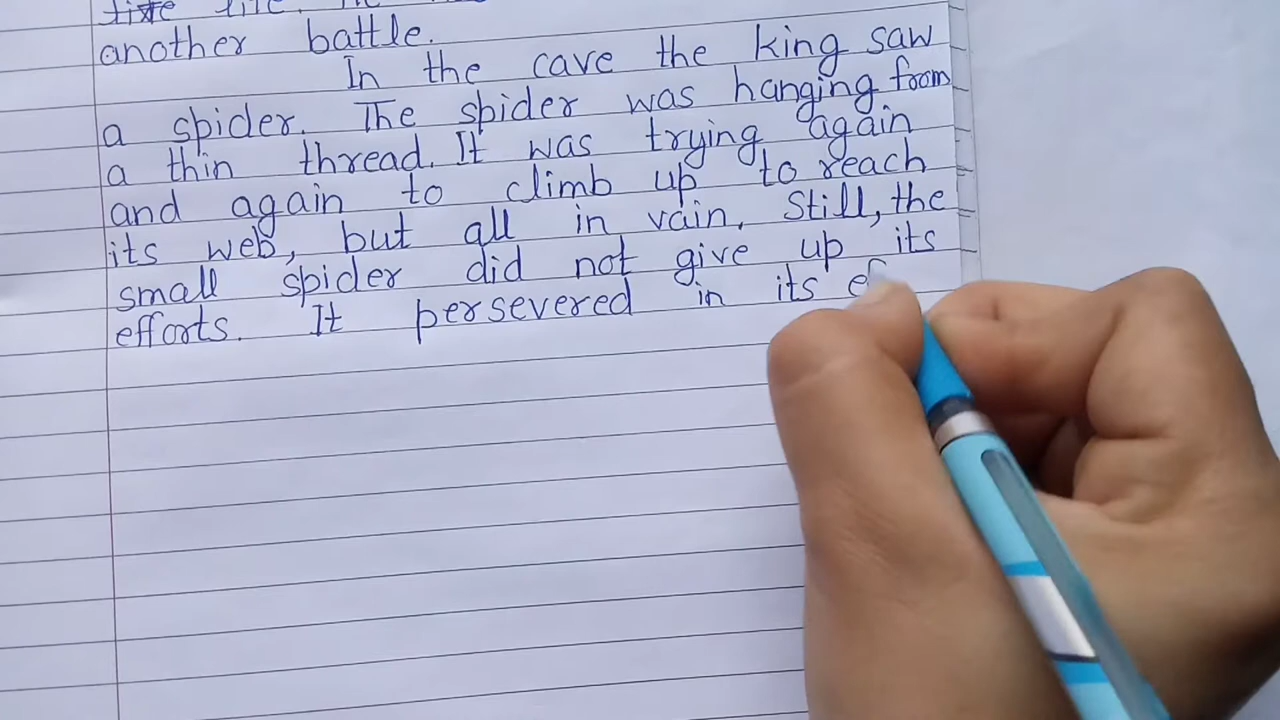 another battle.
In the cave the king saw
a spider. The spider was hanging from
a thin thread. It was trying again
and again to climb up to reach
its web, but all in vain. Still, the
small spider did not give up its
efforts. It persevered in its